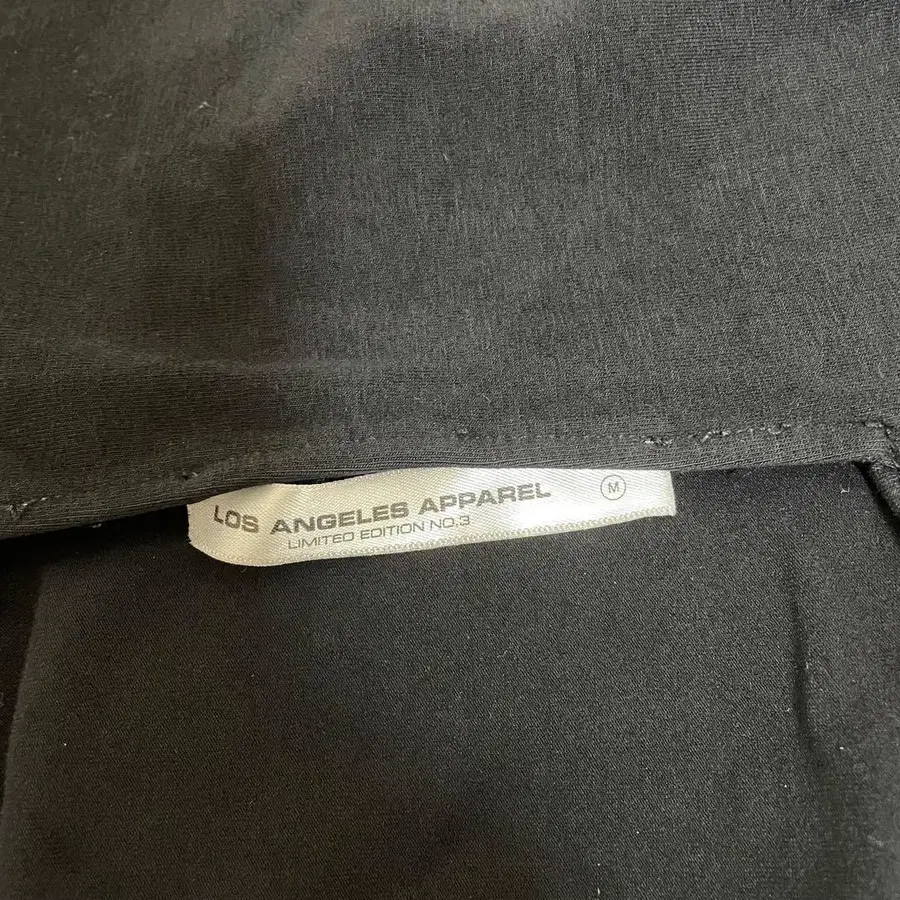 LOS ANGELES APPAREL M
LIMITED EDITION NO.3